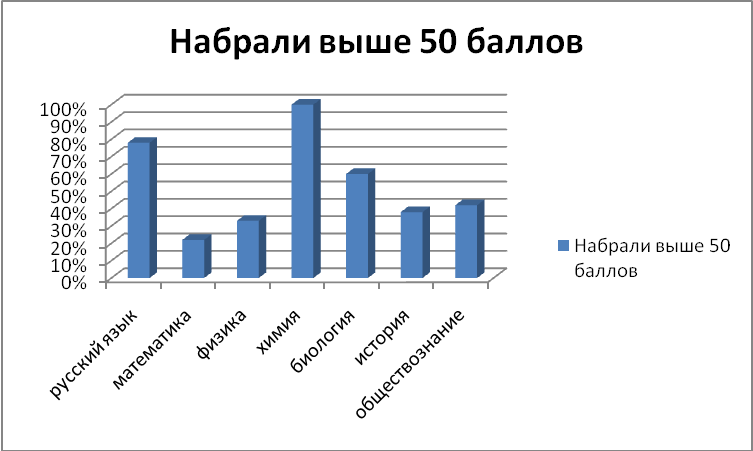 Набрали выше 50 баллов
100%
90%
80%
70%
60%
50%
40%
30%
20%
10%
0%
русский язык
математика
физика
химия
биология
история
обществознание
Набрали выше 50
баллов